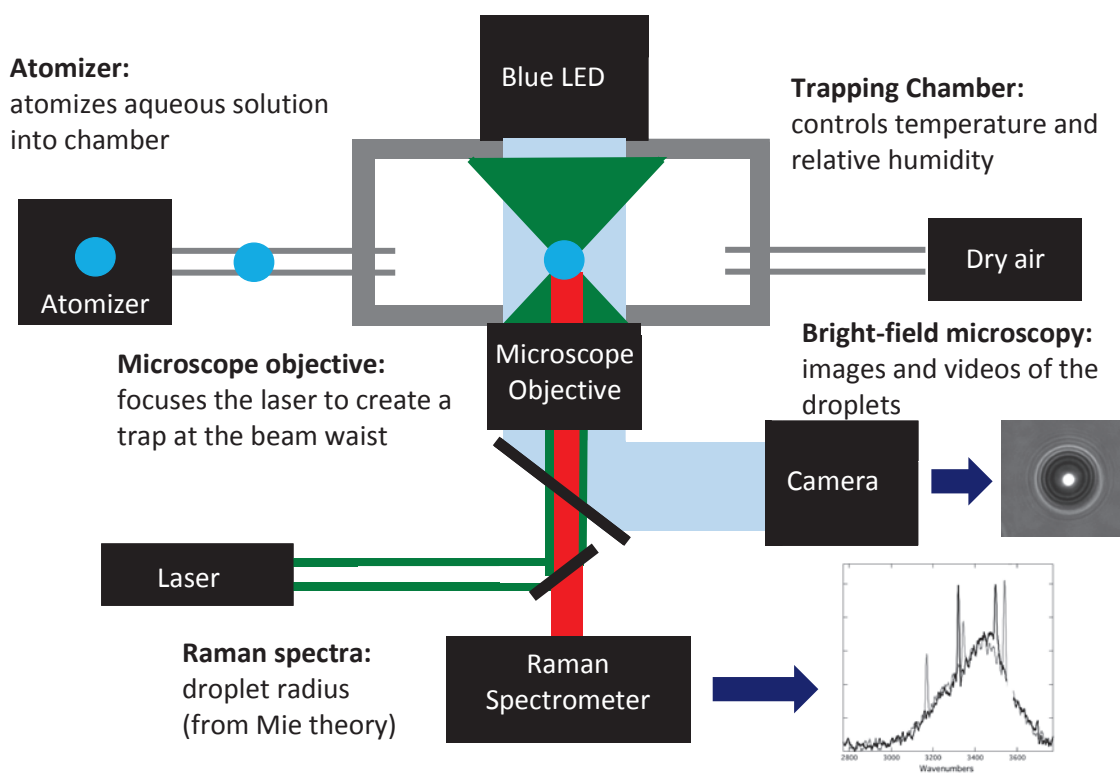 Atomizer:
atomizes aqueous solution
into chamber
Blue LED
Trapping Chamber:
controls temperature and
relative humidity
Atomizer
Dry air
Microscope objective:
focuses the laser to create a
trap at the beam waist
Microscope
Objective
Bright-field microscopy:
images and videos of the
droplets
Camera
Laser
Raman spectra:
droplet radius
(from Mie theory)
Raman
Spectrometer
2800 3000 3200 3400 3600
Wavenumbers